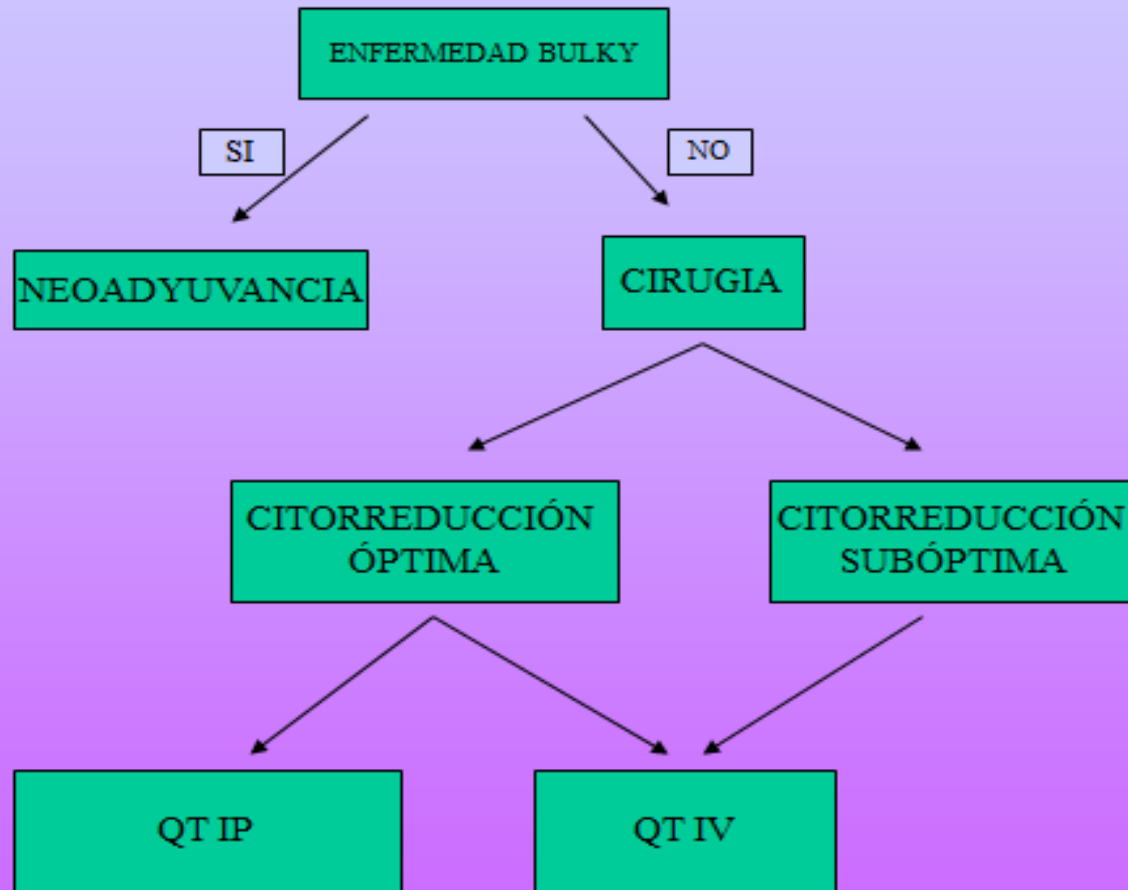 ENFERMEDAD BULKY
SI
NO
NEOADYUVANCIA
CIRUGIA
CITORREDUCCIÓN
ÓPTIMA
CITORREDUCCIÓN
SUBÓPTIMA
QT IP
QT IV